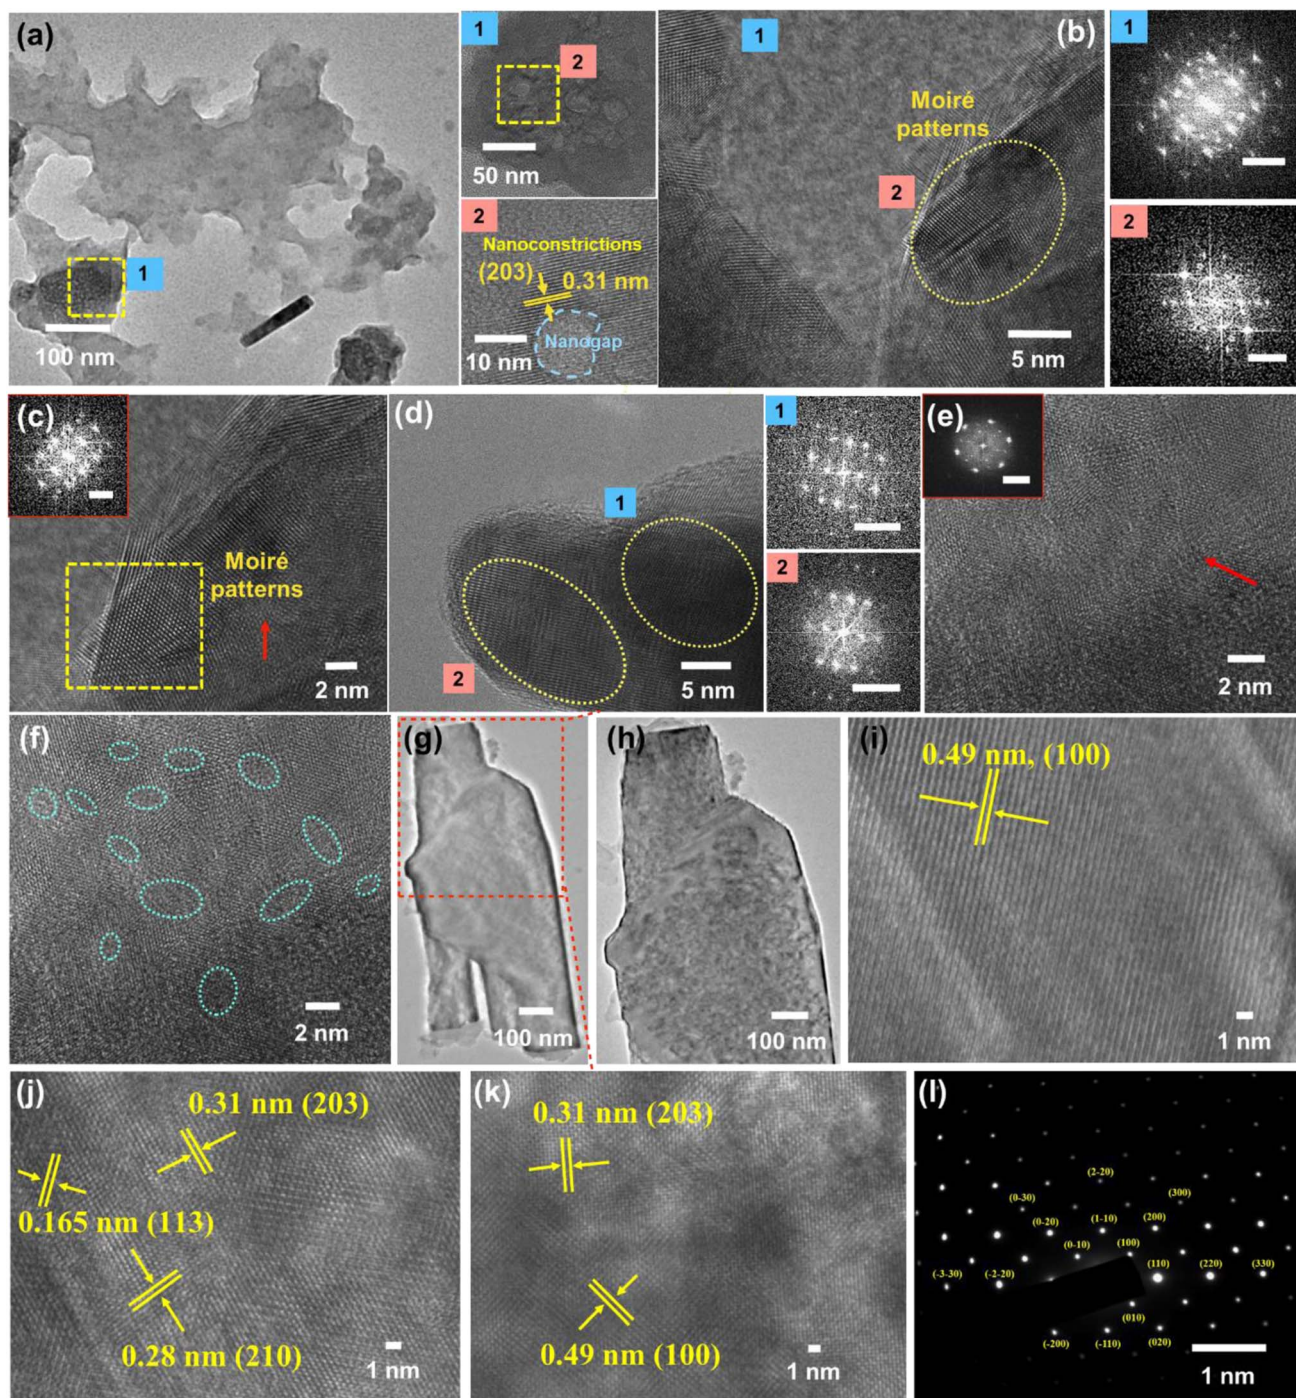 (a)
1
100 nm
1
2
50 nm
2
Nanoconstrictions
(203)
0.31 nm
10 nm
Nanogap
(b)
1
Moiré
patterns
2
5 nm
1
2
(c)
Moiré
patterns
2 nm
(d)
1
2
5 nm
1
2
(e)
2 nm
(f)
2 nm
(g)
100 nm
(h)
100 nm
(i)
0.49 nm, (100)
1 nm
(j)
0.31 nm (203)
0.165 nm (113)
0.28 nm (210)
1 nm
(k)
0.31 nm (203)
0.49 nm (100)
1 nm
(l)
(2-20)
(0-30)
(300)
(0-20)
(1-10)
(200)
(0-10)
(100)
(-3-30)
(-2-20)
(110)
(220)
(330)
(010)
(-200)
(-110)
(020)
1 nm